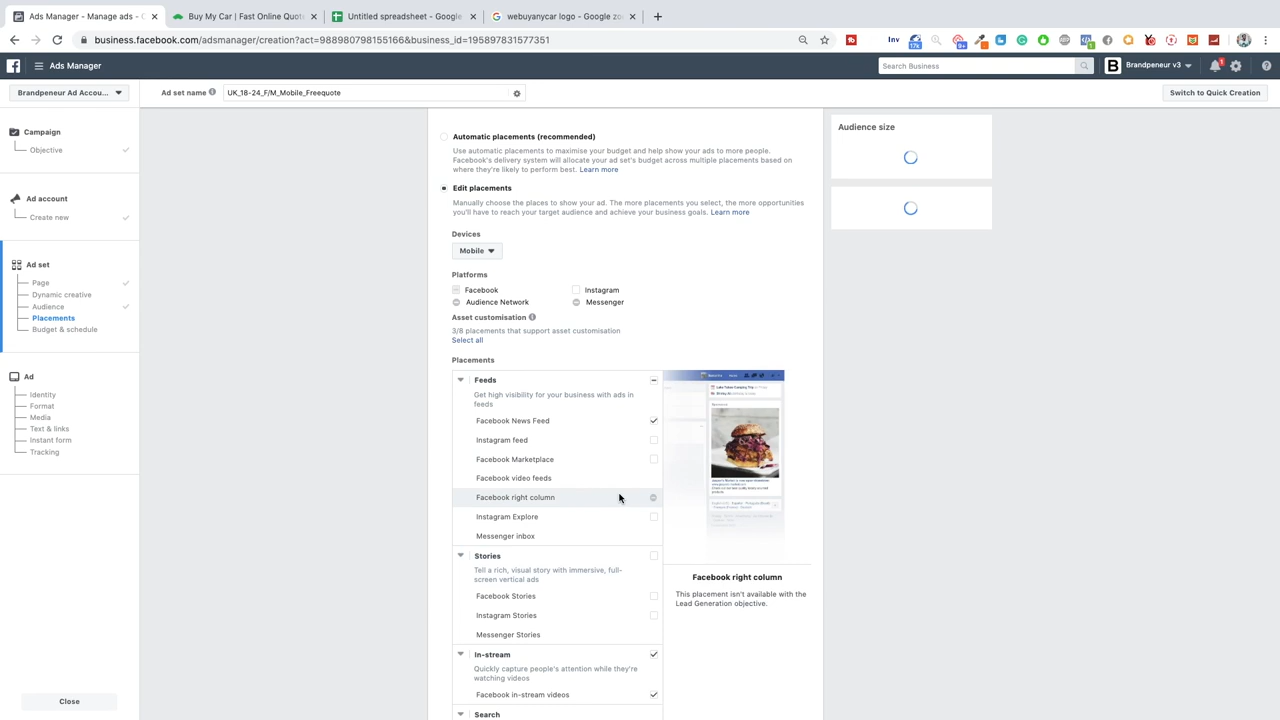 Ads Manager - Manage ads - C
Buy My Car | Fast Online Quot
Untitled spreadsheet - Google
webuyanycar logo - Google zo
business.facebook.com/adsmanager/creation?act=988980798155166&business_id=195897831577351
Inv
17k
Ads Manager
Search Business
B
Brandpeneur v3
1
Brandpeneur Ad Accou...
Ad set name
UK_18-24_F/M_Mobile_Freequote
Switch to Quick Creation
Campaign
Objective
Ad account
Create new
Ad set
Page
Dynamic creative
Audience
Placements
Budget & schedule
Ad
Identity
Format
Media
Text & links
Instant form
Tracking
Close
Automatic placements (recommended)
Use automatic placements to maximise your budget and help show your ads to more people.
Facebook's delivery system will allocate your ad set's budget across multiple placements based on
where they're likely to perform best. Learn more
Edit placements
Manually choose the places to show your ad. The more placements you select, the more opportunities
you'll have to reach your target audience and achieve your business goals. Learn more
Devices
Mobile
Platforms
Facebook
Instagram
Audience Network
Messenger
Asset customisation
3/8 placements that support asset customisation
Select all
Placements
Feeds
Get high visibility for your business with ads in
feeds
Facebook News Feed
Instagram feed
Facebook Marketplace
Facebook video feeds
Facebook right column
Instagram Explore
Messenger inbox
Stories
Tell a rich, visual story with immersive, full-
screen vertical ads
Facebook Stories
Instagram Stories
Messenger Stories
In-stream
Quickly capture people's attention while they're
watching videos
Facebook in-stream videos
Search
Facebook right column
This placement isn't available with the
Lead Generation objective.
Audience size